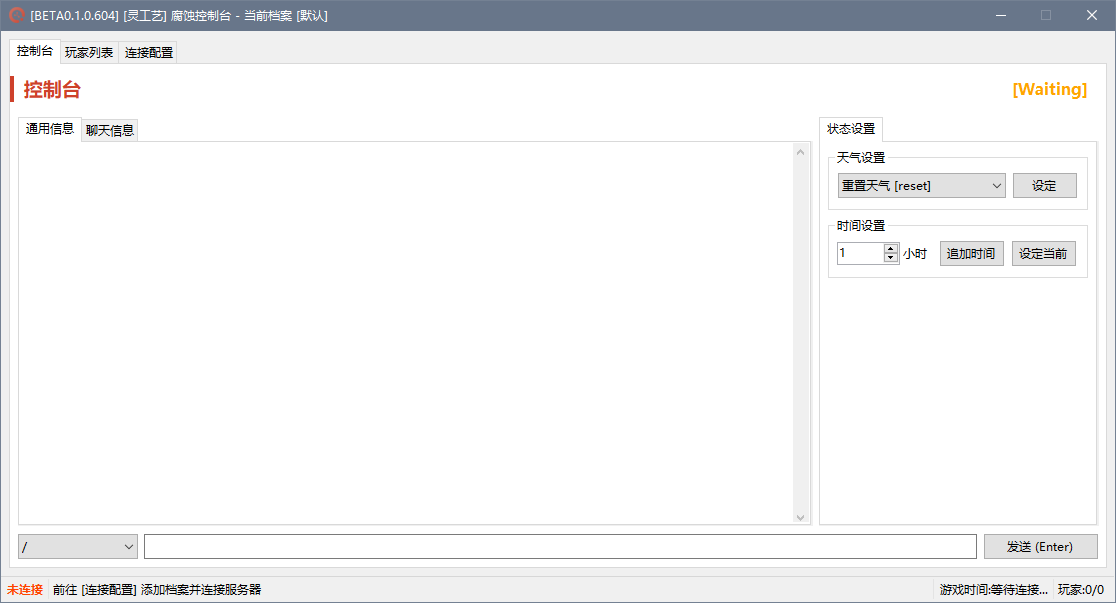 [BETA0.1.0.604] [灵工艺] 腐蚀控制台 - 当前档案 [默认]
控制台 玩家列表 连接配置
控制台 [Waiting]
通用信息 聊天信息 状态设置
天气设置
重置天气 [reset] 设定
时间设置
1 小时 追加时间 设定当前
/ 发送 (Enter)
未连接 前往 [连接配置] 添加档案并连接服务器 游戏时间:等待连接... 玩家:0/0